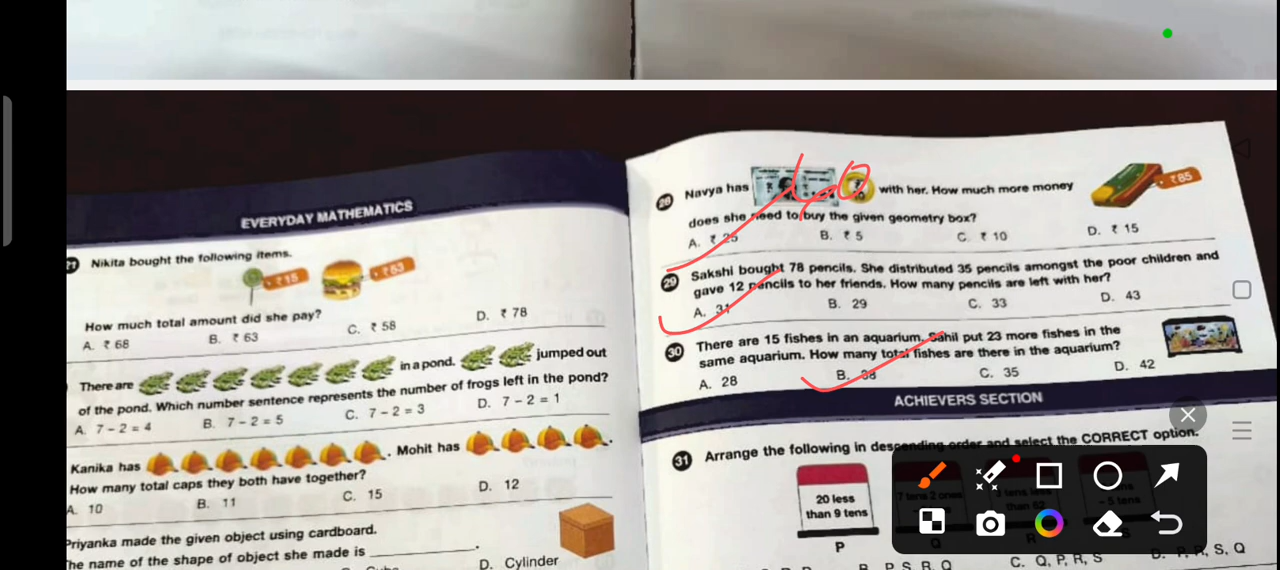 EVERYDAY MATHEMATICS
Nikita bought the following items.
₹15
₹63
How much total amount did she pay?
A. ₹ 68 B. ₹ 63 C. ₹ 58 D. ₹ 78
There are in a pond. jumped out
of the pond. Which number sentence represents the number of frogs left in the pond?
A. 7 – 2 = 4 B. 7 – 2 = 5 C. 7 – 2 = 3 D. 7 – 2 = 1
Kanika has . Mohit has .
How many total caps they both have together?
A. 10 B. 11 C. 15 D. 12
Priyanka made the given object using cardboard.
The name of the shape of object she made is ____________.
D. Cylinder
28 Navya has with her. How much more money
₹85
does she need to buy the given geometry box?
A. ₹ 25 B. ₹ 5 C. ₹ 10 D. ₹ 15
29 Sakshi bought 78 pencils. She distributed 35 pencils amongst the poor children and
gave 12 pencils to her friends. How many pencils are left with her?
A. 31 B. 29 C. 33 D. 43
30 There are 15 fishes in an aquarium. Sahil put 23 more fishes in the
same aquarium. How many total fishes are there in the aquarium?
A. 28 B. 38 C. 35 D. 42
ACHIEVERS SECTION
31 Arrange the following in descending order and select the CORRECT option.
20 less
than 9 tens
7 tens 2 ones
– 5 tens
P
B. P, S, R, Q C. Q, P, R, S D. P, R, S, Q